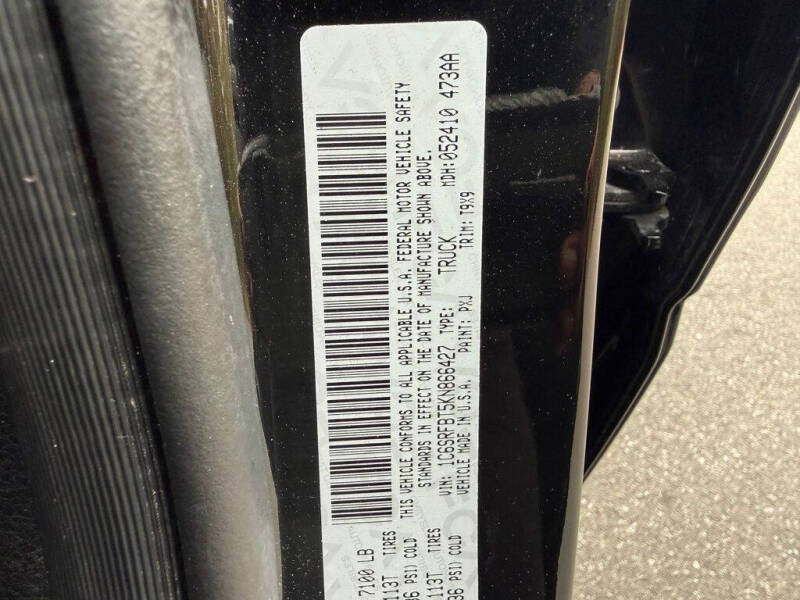 7100 LB
113T TIRES
36 PSI) COLD
THIS VEHICLE CONFORMS TO ALL APPLICABLE U.S.A. FEDERAL MOTOR VEHICLE SAFETY
STANDARDS IN EFFECT ON THE DATE OF MANUFACTURE SHOWN ABOVE.
113T TIRES
36 PSI) COLD
VIN: 1C6SRFBT5KN866427 TYPE: TRUCK MDH:052410 473AA
VEHICLE MADE IN U.S.A. PAINT: PXJ TRIM: T9X9